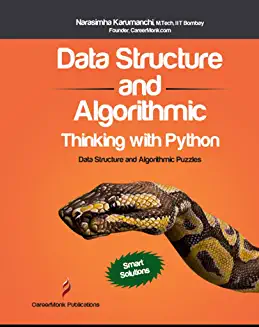 Narasimha Karumanchi, M.Tech, IIT Bombay
Founder, CareerMonk.com
Data Structure
and
Algorithmic
Thinking with Python
Data Structure and Algorithmic Puzzles
Smart
Solutions
CareerMonk Publications